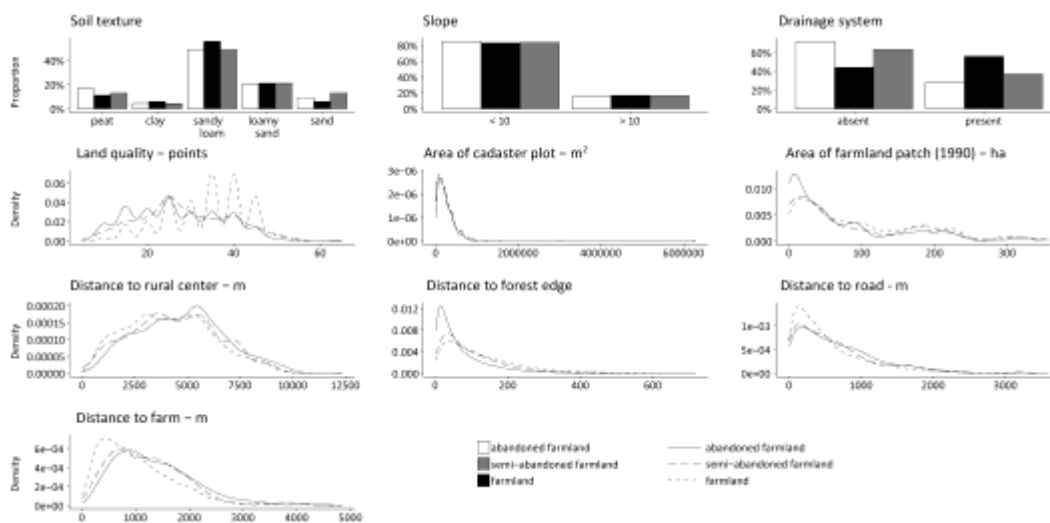 Soil texture
Slope
Drainage system
Proportion
40%
20%
0%
peat
clay
sandy loam
loamy sand
sand
80%
60%
40%
20%
0%
< 10
> 10
60%
40%
20%
0%
absent
present
Land quality – points
Area of cadaster plot – m²
Area of farmland patch (1990) – ha
Density
0.06
0.04
0.02
0.00
20
40
60
3e−06
2e−06
1e−06
0e+00
0
2000000
4000000
6000000
0.010
0.005
0.000
0
100
200
300
Distance to rural center – m
Distance to forest edge
Distance to road - m
Density
0.00020
0.00015
0.00010
0.00005
0.00000
0
2500
5000
7500
10000
12500
0.012
0.008
0.004
0.000
0
200
400
600
1e−03
5e−04
0e+00
0
1000
2000
3000
Distance to farm – m
Density
6e−04
4e−04
2e−04
0e+00
0
1000
2000
3000
4000
5000
abandoned farmland
semi−abandoned farmland
farmland
abandoned farmland
semi−abandoned farmland
farmland